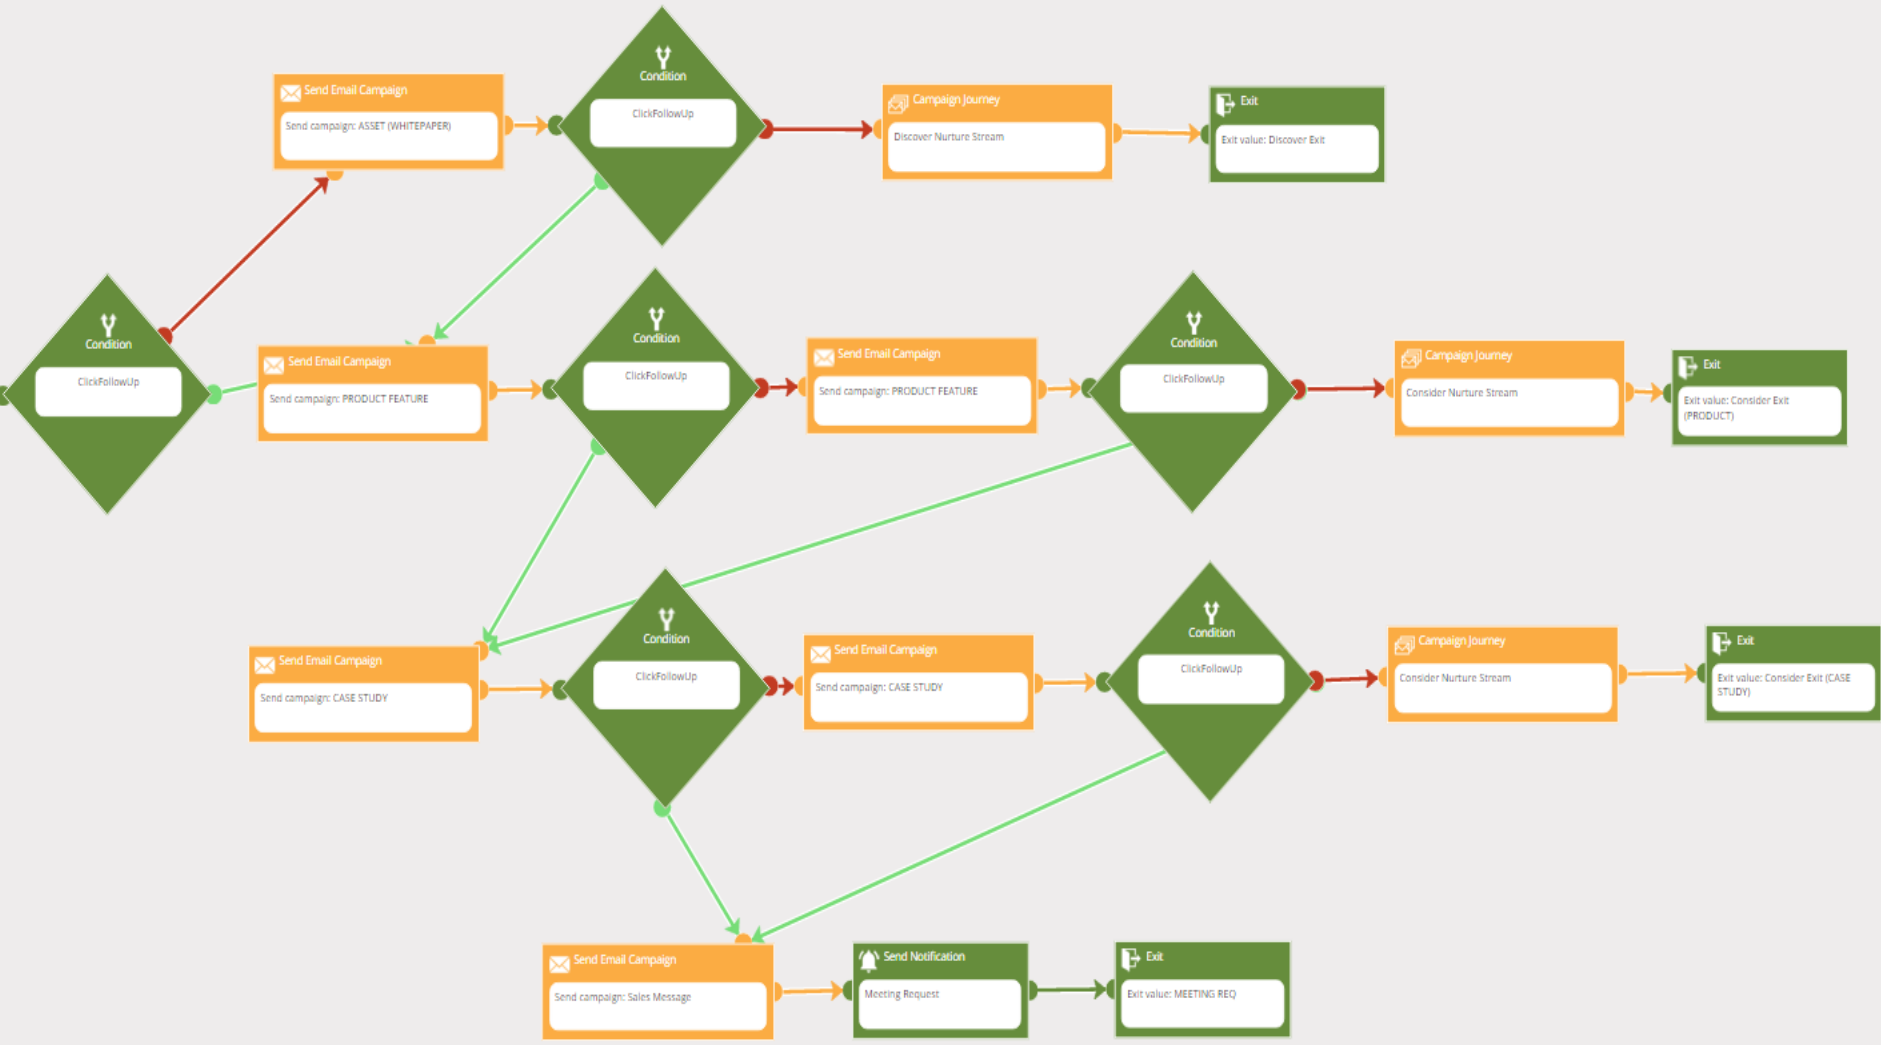 Condition
ClickFollowUp
Send Email Campaign
Send campaign: ASSET (WHITEPAPER)
Condition
ClickFollowUp
Campaign Journey
Discover Nurture Stream
Exit
Exit value: Discover Exit
Send Email Campaign
Send campaign: PRODUCT FEATURE
Condition
ClickFollowUp
Send Email Campaign
Send campaign: PRODUCT FEATURE
Condition
ClickFollowUp
Campaign Journey
Consider Nurture Stream
Exit
Exit value: Consider Exit
(PRODUCT)
Send Email Campaign
Send campaign: CASE STUDY
Condition
ClickFollowUp
Send Email Campaign
Send campaign: CASE STUDY
Condition
ClickFollowUp
Campaign Journey
Consider Nurture Stream
Exit
Exit value: Consider Exit (CASE
STUDY)
Send Email Campaign
Send campaign: Sales Message
Send Notification
Meeting Request
Exit
Exit value: MEETING REQ